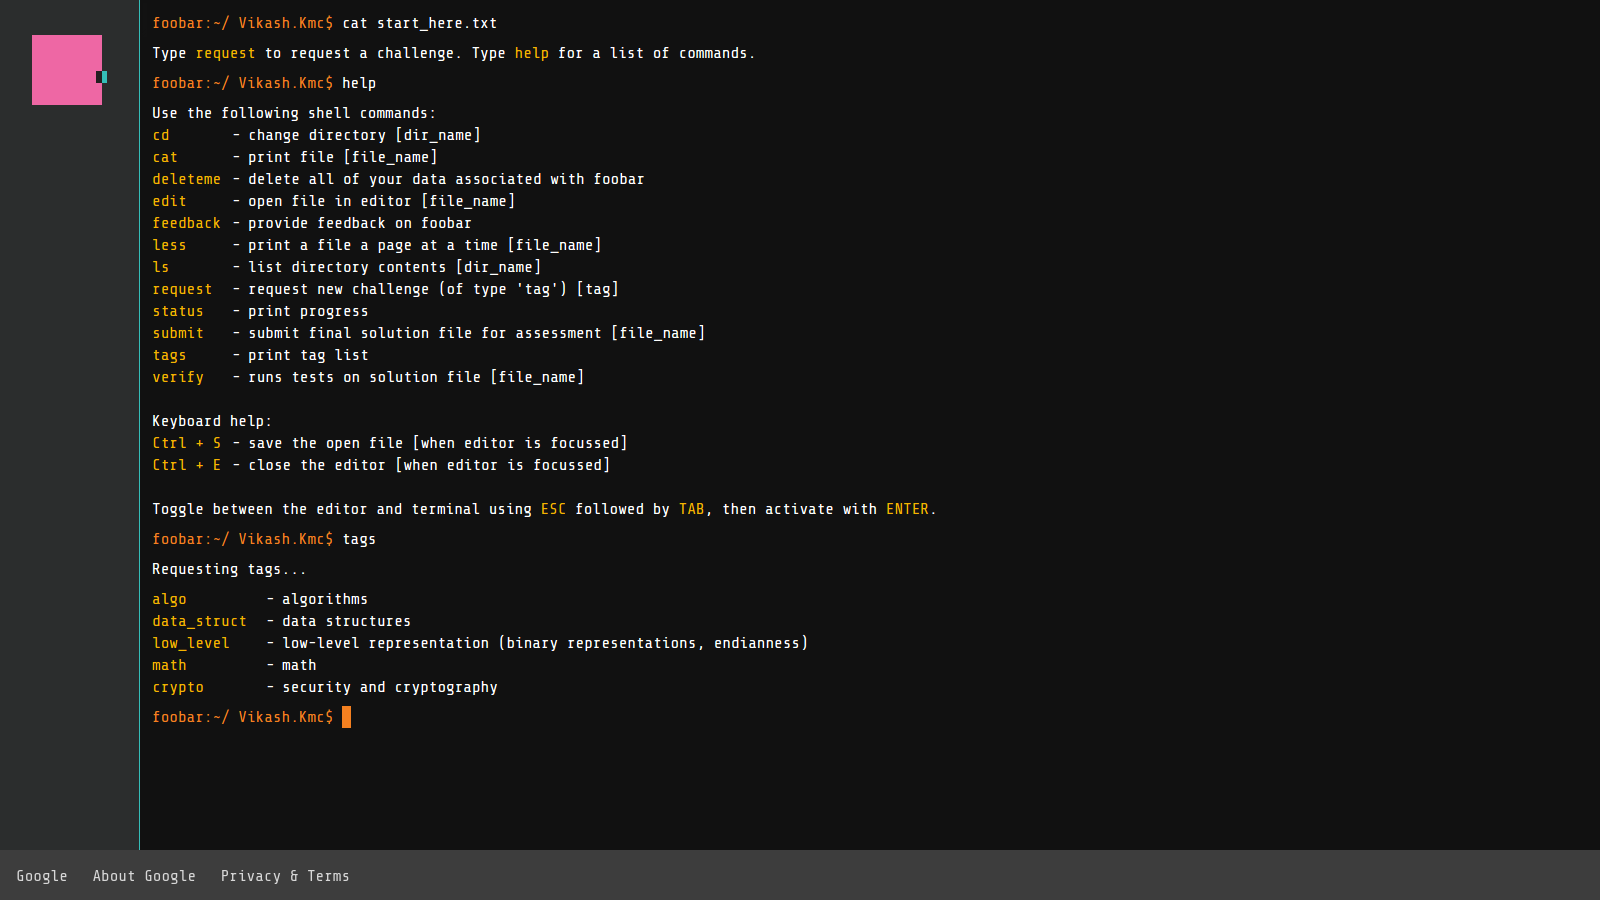 foobar:~/ Vikash.Kmc$ cat start_here.txt
Type request to request a challenge. Type help for a list of commands.
foobar:~/ Vikash.Kmc$ help
Use the following shell commands:
cd - change directory [dir_name]
cat - print file [file_name]
deleteme - delete all of your data associated with foobar
edit - open file in editor [file_name]
feedback - provide feedback on foobar
less - print a file a page at a time [file_name]
ls - list directory contents [dir_name]
request - request new challenge (of type 'tag') [tag]
status - print progress
submit - submit final solution file for assessment [file_name]
tags - print tag list
verify - runs tests on solution file [file_name]
Keyboard help:
Ctrl + S - save the open file [when editor is focussed]
Ctrl + E - close the editor [when editor is focussed]
Toggle between the editor and terminal using ESC followed by TAB, then activate with ENTER.
foobar:~/ Vikash.Kmc$ tags
Requesting tags...
algo - algorithms
data_struct - data structures
low_level - low-level representation (binary representations, endianness)
math - math
crypto - security and cryptography
foobar:~/ Vikash.Kmc$
Google About Google Privacy & Terms